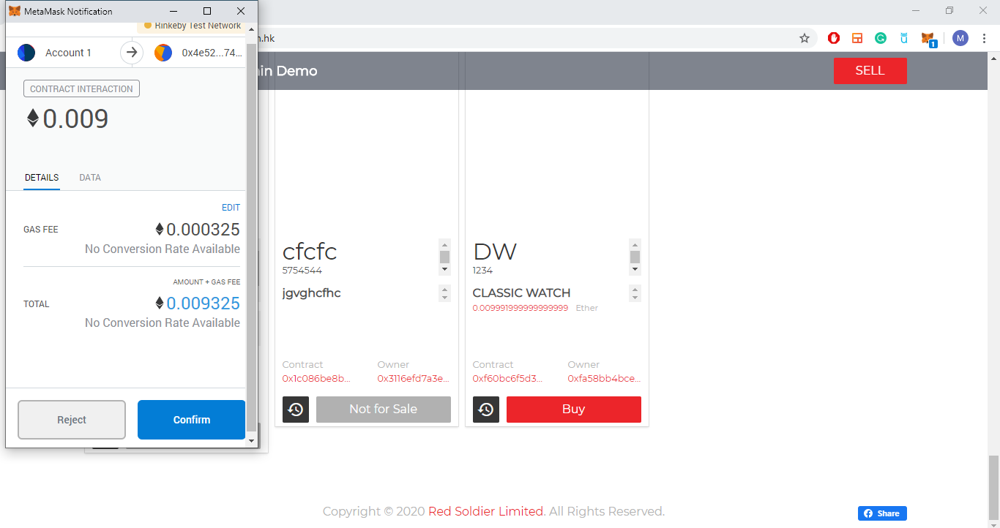 MetaMask Notification
Rinkeby Test Network
Account 1
0x4e52...74...
CONTRACT INTERACTION
0.009
DETAILS
DATA
EDIT
GAS FEE
0.000325
No Conversion Rate Available
AMOUNT + GAS FEE
TOTAL
0.009325
No Conversion Rate Available
Reject
Confirm
.hk
M
1
Demo
SELL
cfcfc
5754544
jgvghcfhc
Contract
Owner
0x1c086be8b...
0x3116efd7a3e...
Not for Sale
DW
1234
CLASSIC WATCH
0.009991999999999999 Ether
Contract
Owner
0xf60bc6f5d3...
0xfa58bb4bce...
Buy
Copyright © 2020 Red Soldier Limited. All Rights Reserved.
Share